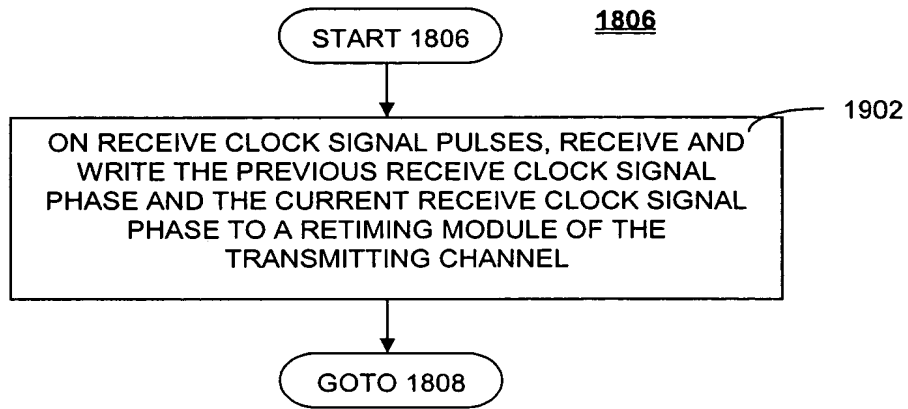 START 1806
1806
1902
ON RECEIVE CLOCK SIGNAL PULSES, RECEIVE AND
WRITE THE PREVIOUS RECEIVE CLOCK SIGNAL
PHASE AND THE CURRENT RECEIVE CLOCK SIGNAL
PHASE TO A RETIMING MODULE OF THE
TRANSMITTING CHANNEL
GOTO 1808